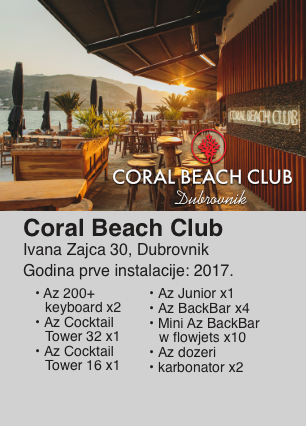 CORAL BEACH CLUB
CORAL BEACH CLUB
Dubrovnik
Coral Beach Club
Ivana Zajca 30, Dubrovnik
Godina prve instalacije: 2017.
• Az 200+
keyboard x2
• Az Cocktail
Tower 32 x1
• Az Cocktail
Tower 16 x1
• Az Junior x1
• Az BackBar x4
• Mini Az BackBar
w flowjets x10
• Az dozeri
• karbonator x2